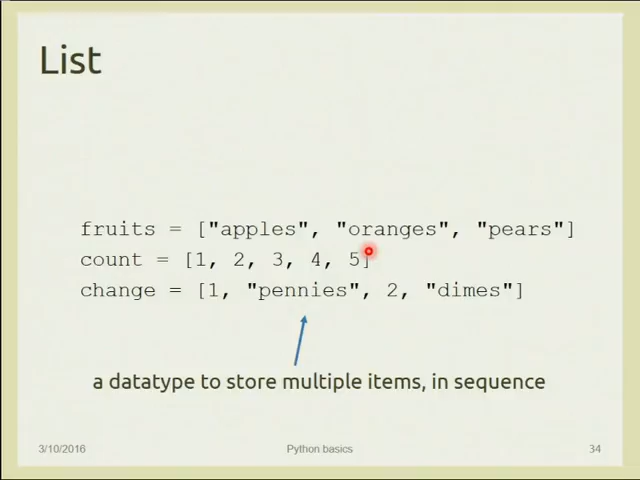 List
fruits = ["apples", "oranges", "pears"]
count = [1, 2, 3, 4, 5]
change = [1, "pennies", 2, "dimes"]
a datatype to store multiple items, in sequence
3/10/2016
Python basics
34